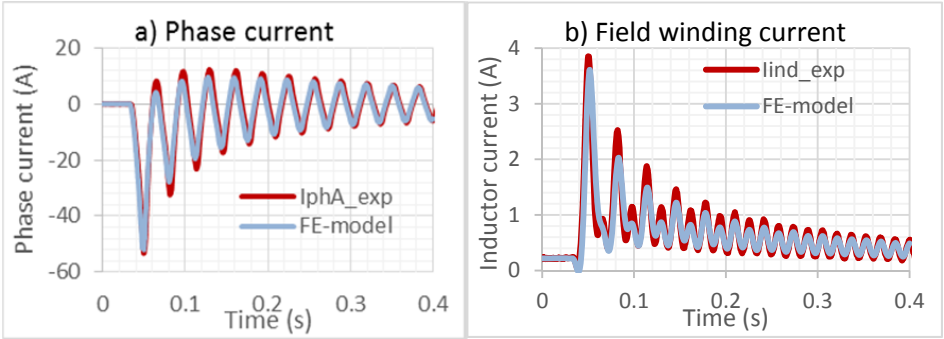 a) Phase current
20
0
-20
-40
-60
Phase current (A)
IphA_exp
FE-model
0 0.1 0.2 0.3 0.4
Time (s)
b) Field winding current
4
3
2
1
0
Inductor current (A)
Iind_exp
FE-model
0 0.1 0.2 0.3 0.4
Time (s)